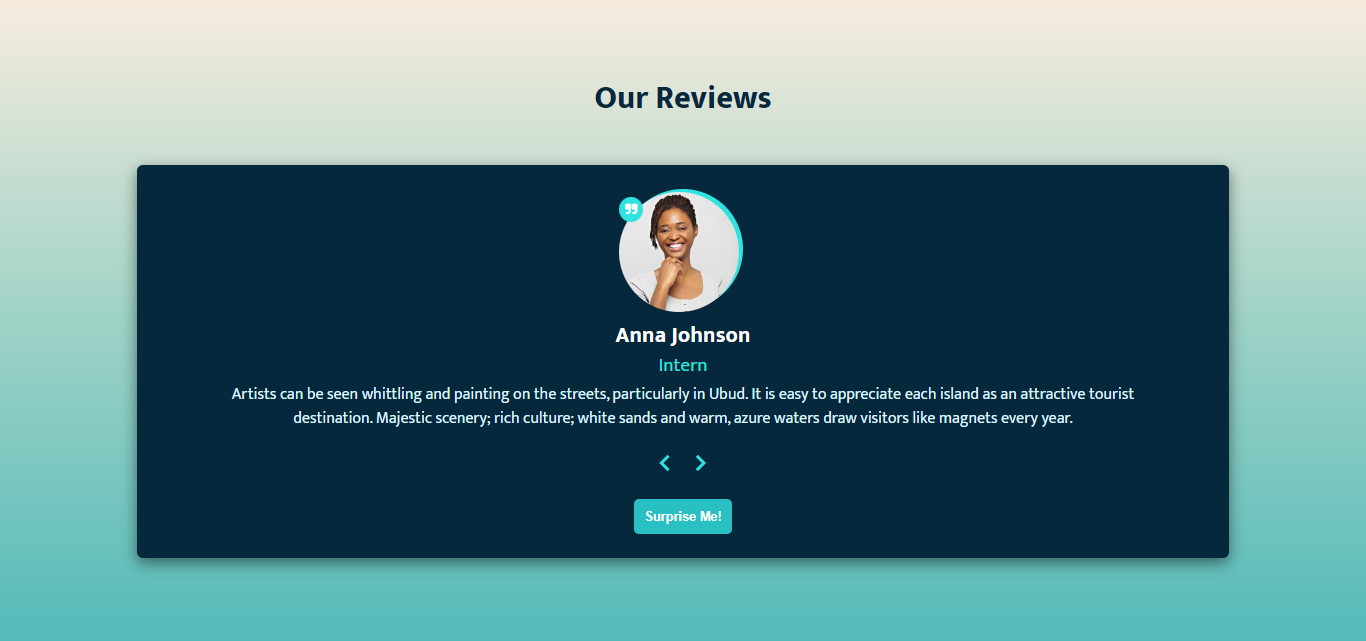 Our Reviews
Anna Johnson
Intern
Artists can be seen whittling and painting on the streets, particularly in Ubud. It is easy to appreciate each island as an attractive tourist
destination. Majestic scenery; rich culture; white sands and warm, azure waters draw visitors like magnets every year.
Surprise Me!